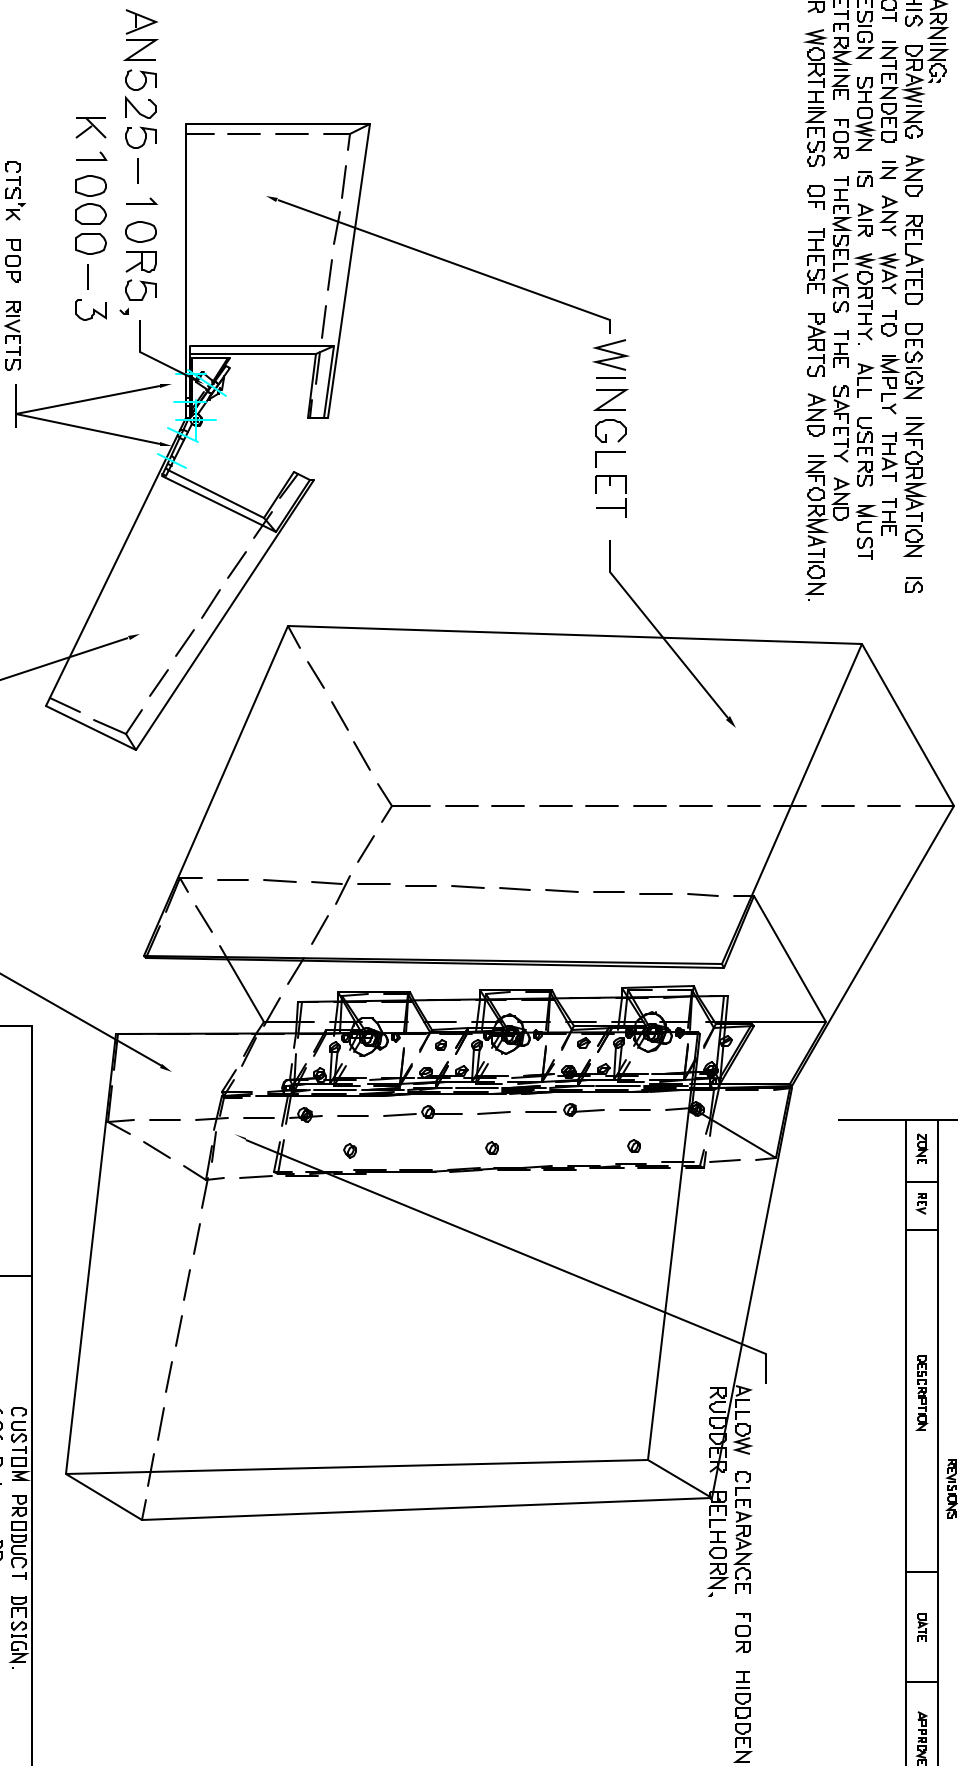 ARNING:
HIS DRAWING AND RELATED DESIGN INFORMATION IS
OT INTENDED IN ANY WAY TO IMPLY THAT THE
ESIGN SHOWN IS AIR WORTHY. ALL USERS MUST
ETERMINE FOR THEMSELVES THE SAFETY AND
R WORTHINESS OF THESE PARTS AND INFORMATION.
REVISIONS
ZONE REV DESCRIPTION DATE APPROVE
WINGLET
AN525-10R5,
K1000-3
CTS'K POP RIVETS
ALLOW CLEARANCE FOR HIDDDEN
RUDDER BELHORN,
CUSTOM PRODUCT DESIGN.